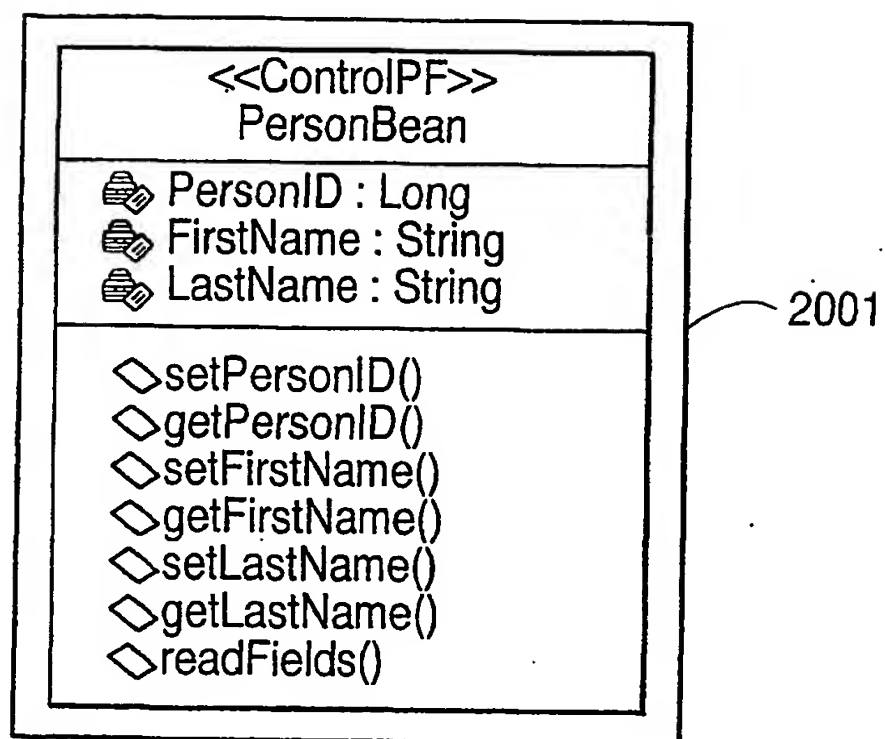 <<ControlPF>>
PersonBean
PersonID : Long
FirstName : String
LastName : String
2001
setPersonID()
getPersonID()
setFirstName()
getFirstName()
setLastName()
getLastName()
readFields()